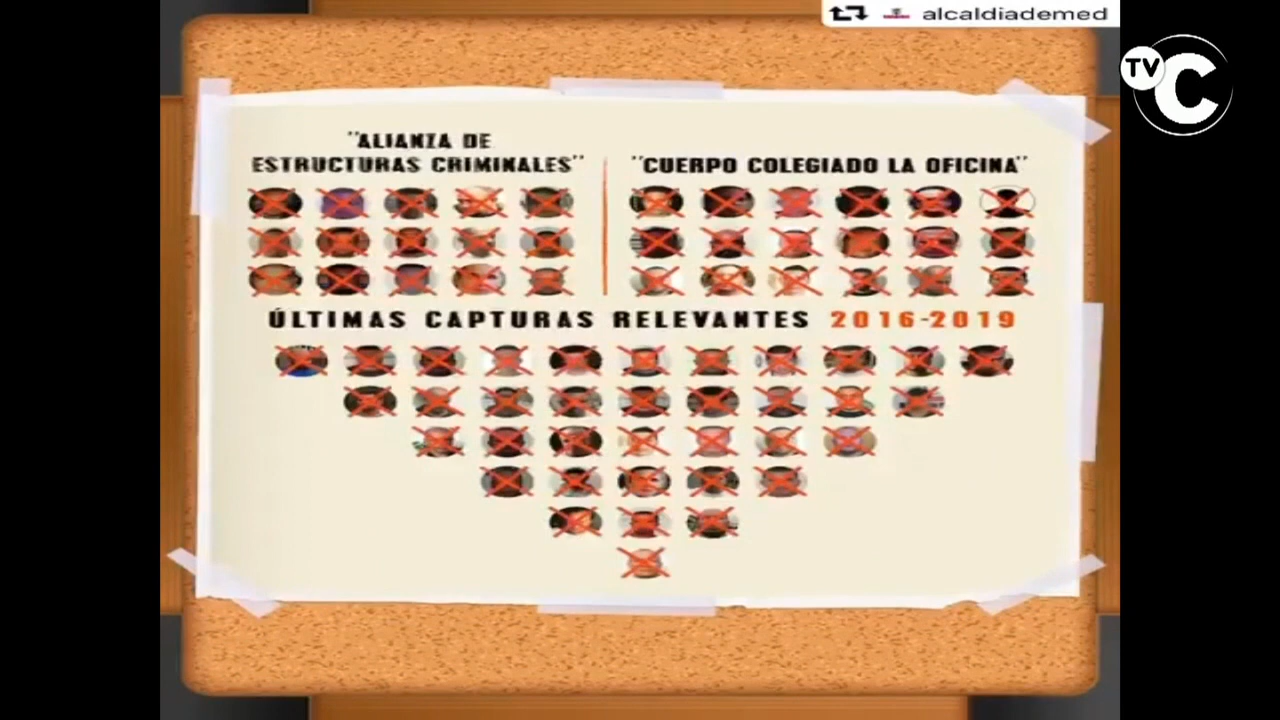 alcaldiademed
TV C
"ALIANZA DE
ESTRUCTURAS CRIMINALES"
"CUERPO COLEGIADO LA OFICINA"
ÚLTIMAS CAPTURAS RELEVANTES 2016-2019